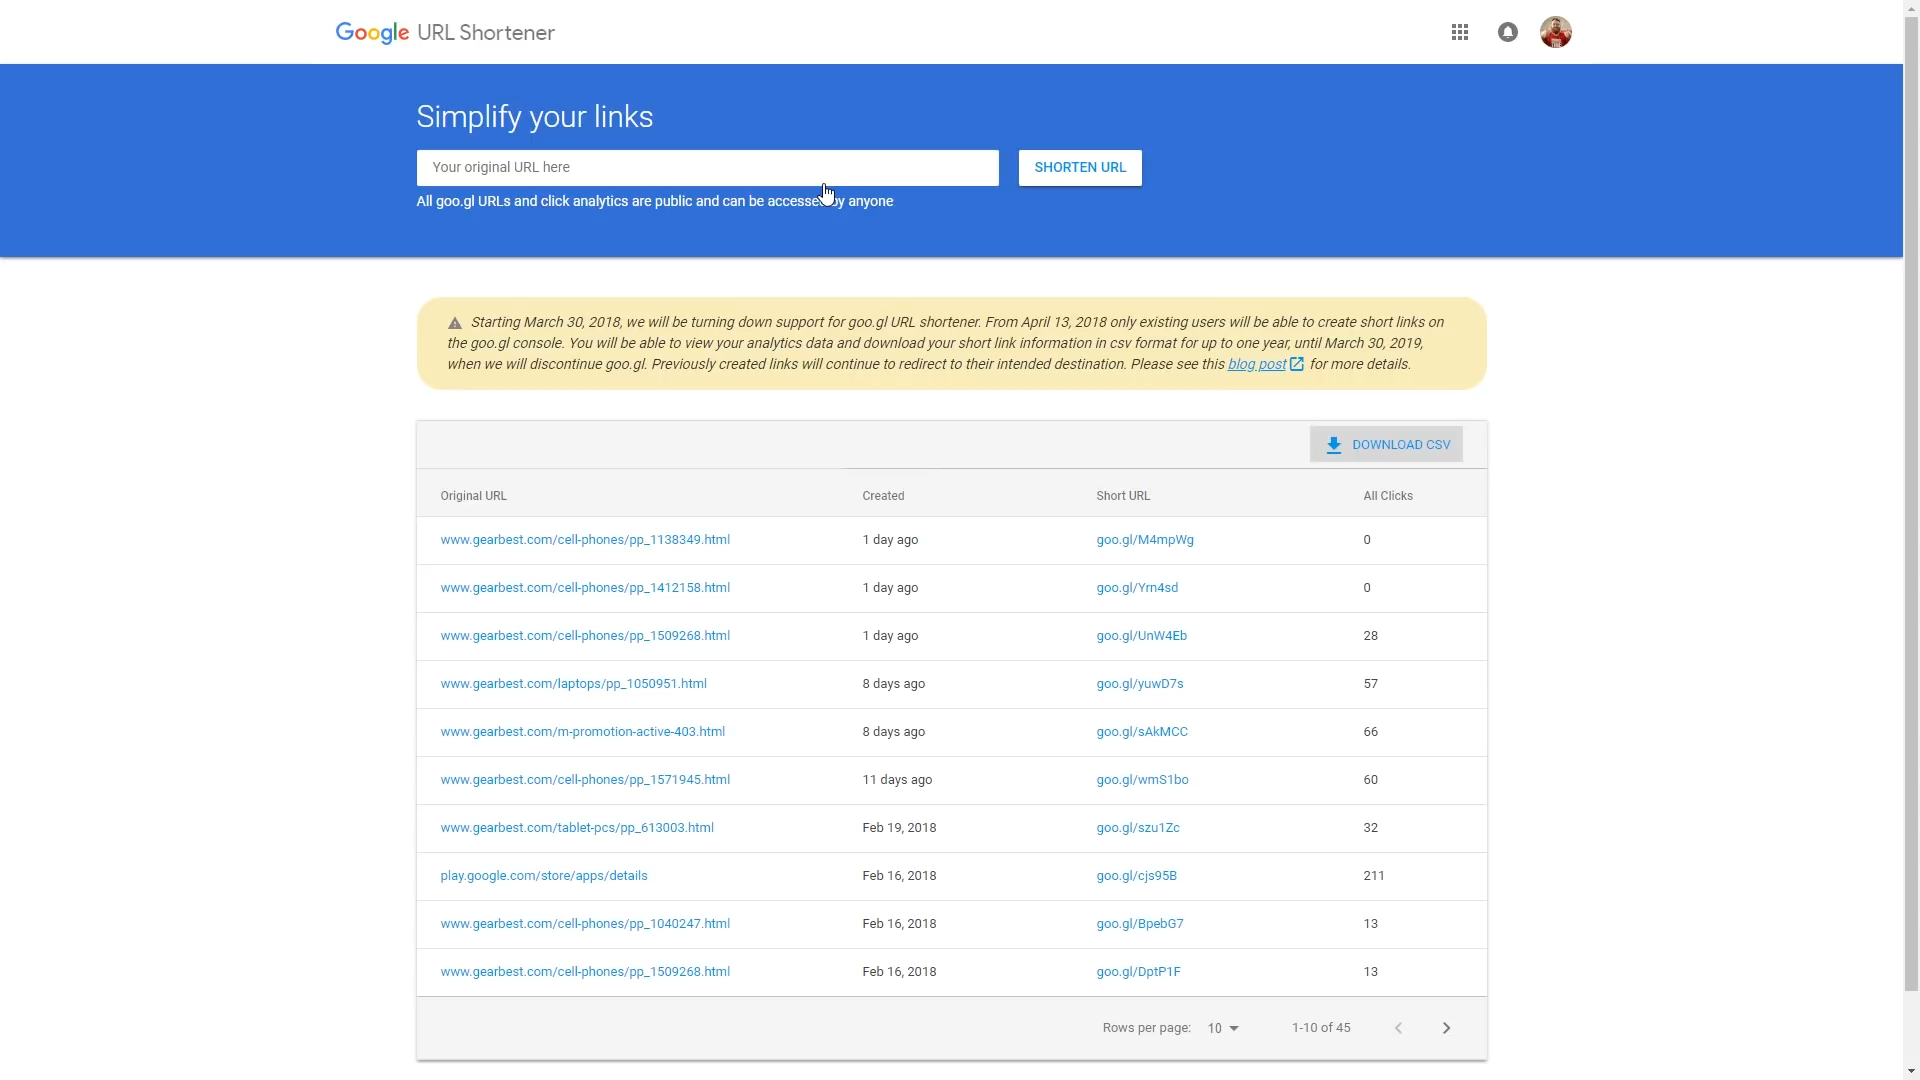 Google URL Shortener
Simplify your links
Your original URL here
SHORTEN URL
All goo.gl URLs and click analytics are public and can be accessed by anyone
Starting March 30, 2018, we will be turning down support for goo.gl URL shortener. From April 13, 2018 only existing users will be able to create short links on
the goo.gl console. You will be able to view your analytics data and download your short link information in csv format for up to one year, until March 30, 2019,
when we will discontinue goo.gl. Previously created links will continue to redirect to their intended destination. Please see this blog post for more details.
DOWNLOAD CSV
Original URL Created Short URL All Clicks
www.gearbest.com/cell-phones/pp_1138349.html 1 day ago goo.gl/M4mpWg 0
www.gearbest.com/cell-phones/pp_1412158.html 1 day ago goo.gl/Yrn4sd 0
www.gearbest.com/cell-phones/pp_1509268.html 1 day ago goo.gl/UnW4Eb 28
www.gearbest.com/laptops/pp_1050951.html 8 days ago goo.gl/yuwD7s 57
www.gearbest.com/m-promotion-active-403.html 8 days ago goo.gl/sAkMCC 66
www.gearbest.com/cell-phones/pp_1571945.html 11 days ago goo.gl/wmS1bo 60
www.gearbest.com/tablet-pcs/pp_613003.html Feb 19, 2018 goo.gl/szu1Zc 32
play.google.com/store/apps/details Feb 16, 2018 goo.gl/cjs95B 211
www.gearbest.com/cell-phones/pp_1040247.html Feb 16, 2018 goo.gl/BpebG7 13
www.gearbest.com/cell-phones/pp_1509268.html Feb 16, 2018 goo.gl/DptP1F 13
Rows per page: 10 1-10 of 45